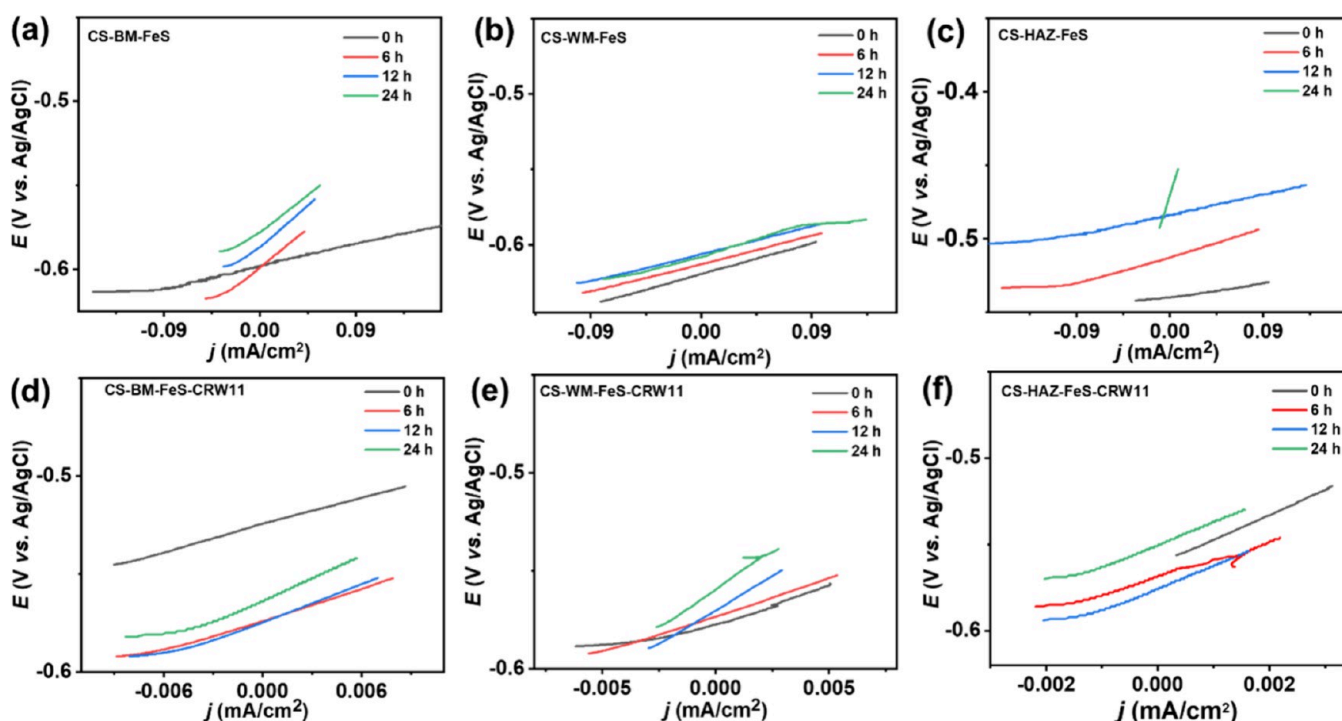 (a)
CS-BM-FeS
0 h
6 h
12 h
24 h
-0.5
-0.6
E (V vs. Ag/AgCl)
-0.09 0.00 0.09
j (mA/cm²)
(b)
CS-WM-FeS
0 h
6 h
12 h
24 h
-0.5
-0.6
E (V vs. Ag/AgCl)
-0.09 0.00 0.09
j (mA/cm²)
(c)
CS-HAZ-FeS
0 h
6 h
12 h
24 h
-0.4
-0.5
E (V vs. Ag/AgCl)
-0.09 0.00 0.09
j (mA/cm²)
(d)
CS-BM-FeS-CRW11
0 h
6 h
12 h
24 h
-0.5
-0.6
E (V vs. Ag/AgCl)
-0.006 0.000 0.006
j (mA/cm²)
(e)
CS-WM-FeS-CRW11
0 h
6 h
12 h
24 h
-0.5
-0.6
E (V vs. Ag/AgCl)
-0.005 0.000 0.005
j (mA/cm²)
(f)
CS-HAZ-FeS-CRW11
0 h
6 h
12 h
24 h
-0.5
-0.6
E (V vs. Ag/AgCl)
-0.002 0.000 0.002
j (mA/cm²)